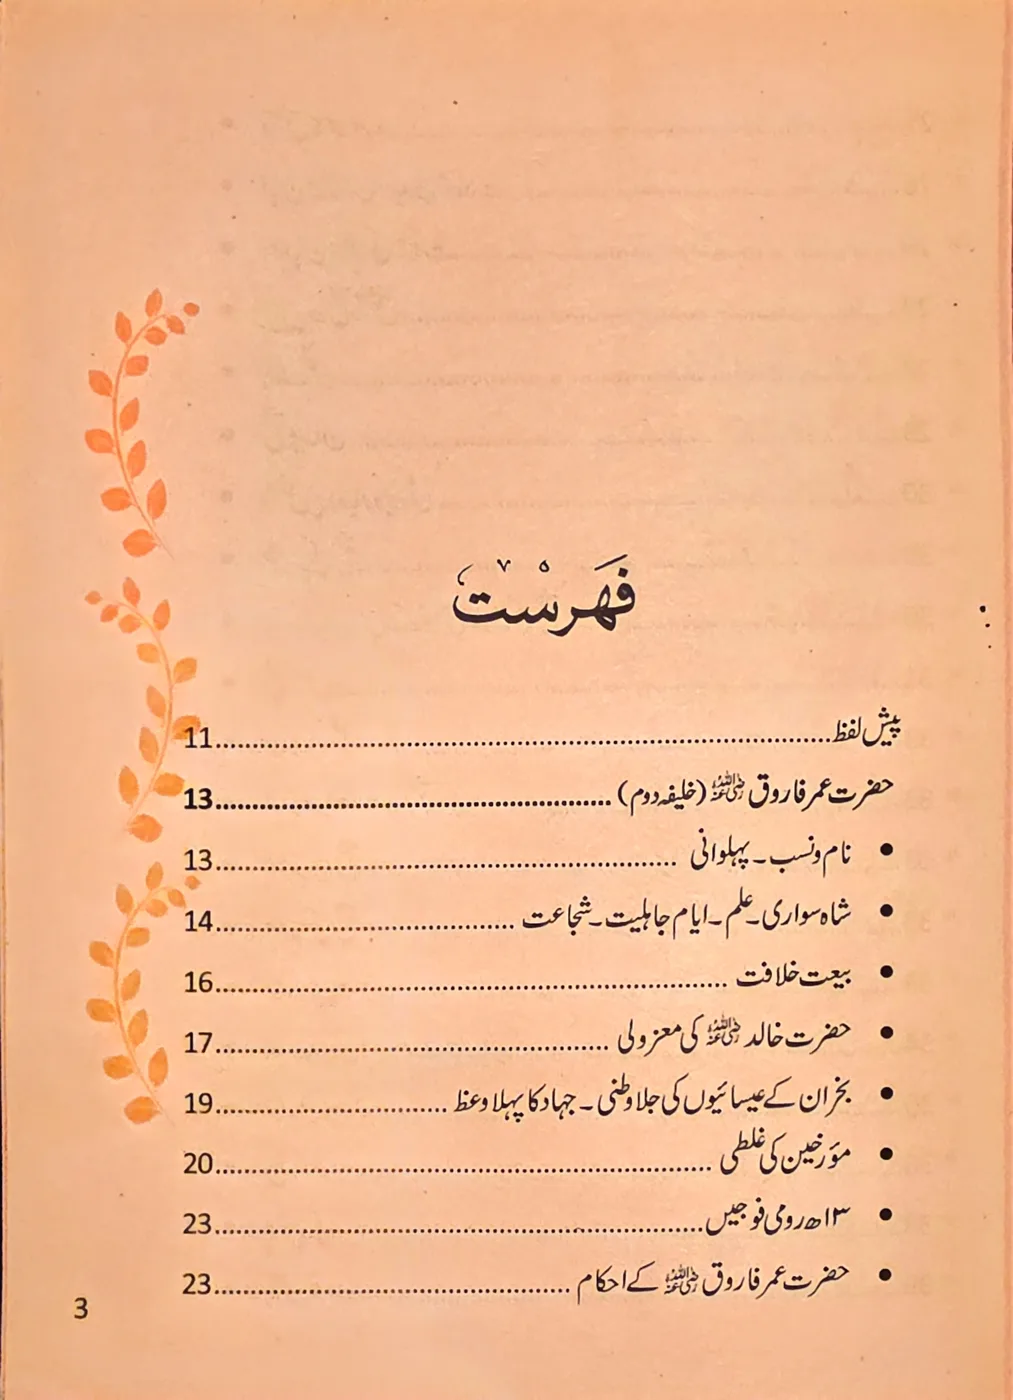 فَہَرسْت
پیش لفظ 11
حضرت عمر فاروق رضی اللہ عنہ (خلیفہ دوم) 13
• نام و نسب۔ پہلوانی 13
• شاہ سواری۔ علم۔ ایام جاہلیت۔ شجاعت 14
• بیعت خلافت 16
• حضرت خالد رضی اللہ عنہ کی معزولی 17
• بخران کے عیسائیوں کی جلاوطنی۔ جہاد کا پہلا وعظ 19
• مؤرخین کی غلطی 20
• ۱۳ھ رومی فوجیں 23
• حضرت عمر فاروق رضی اللہ عنہ کے احکام 23
3